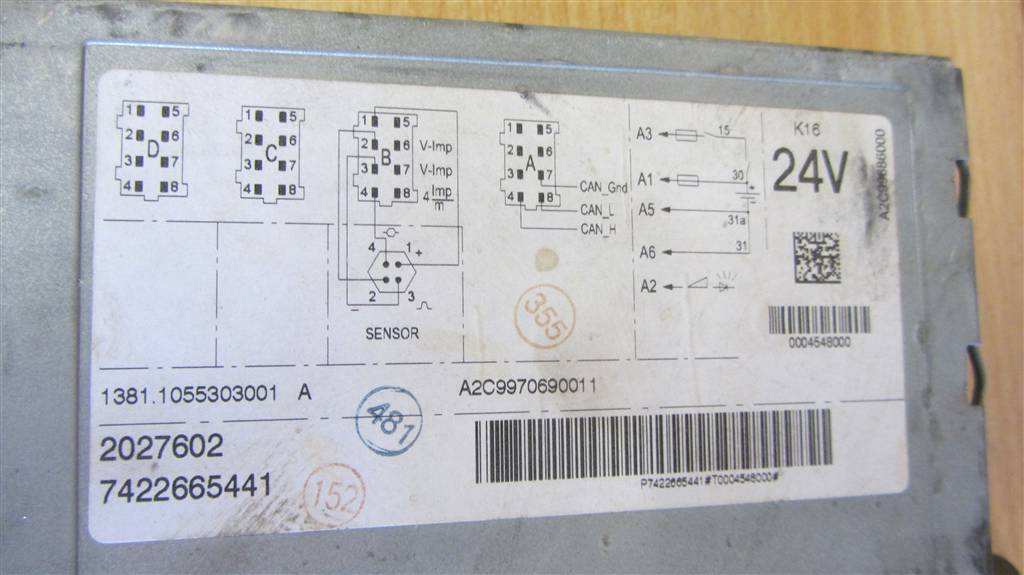 1 5
2 6
3 7
4 8
D
1 5
2 6
3 7
4 8
C
1 5
2 6 V-Imp
3 7 V-Imp
4 8 4 Imp/m
B
1 5
2 6
3 7
4 8
A
CAN_Gnd
CAN_L
CAN_H
4 1 +
2 3
−
SENSOR
A3 15
A1 30
A5 31a
A6 31
A2
K16
24V
0004548000
355
1381.1055303001 A
A2C9970690011
481
2027602
7422665441
152
P7422665441#T0004548000#